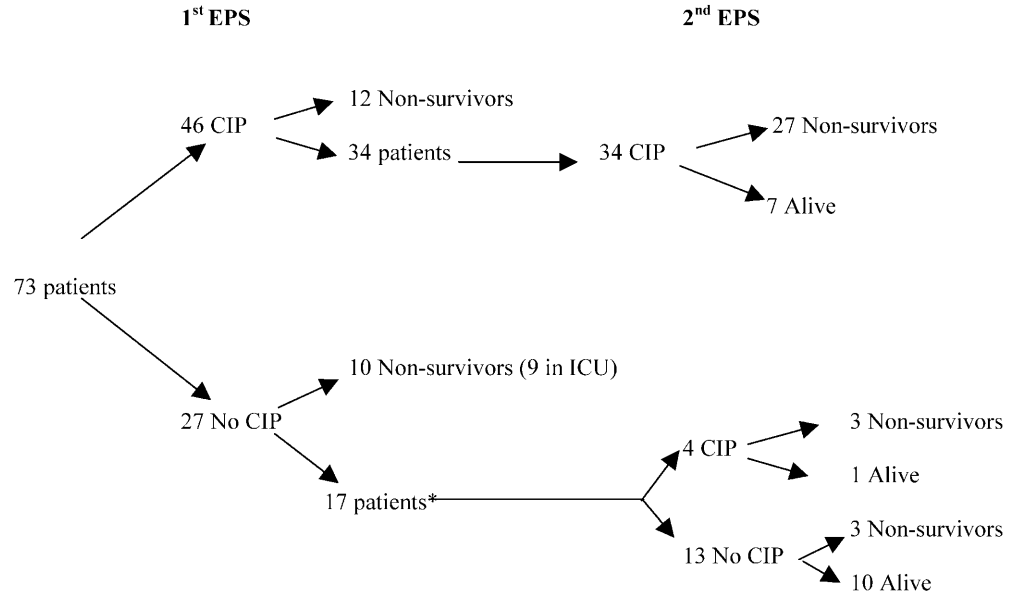 1st EPS
2nd EPS
12 Non-survivors
46 CIP
34 patients
34 CIP
27 Non-survivors
7 Alive
73 patients
10 Non-survivors (9 in ICU)
27 No CIP
17 patients*
4 CIP
3 Non-survivors
1 Alive
13 No CIP
3 Non-survivors
10 Alive